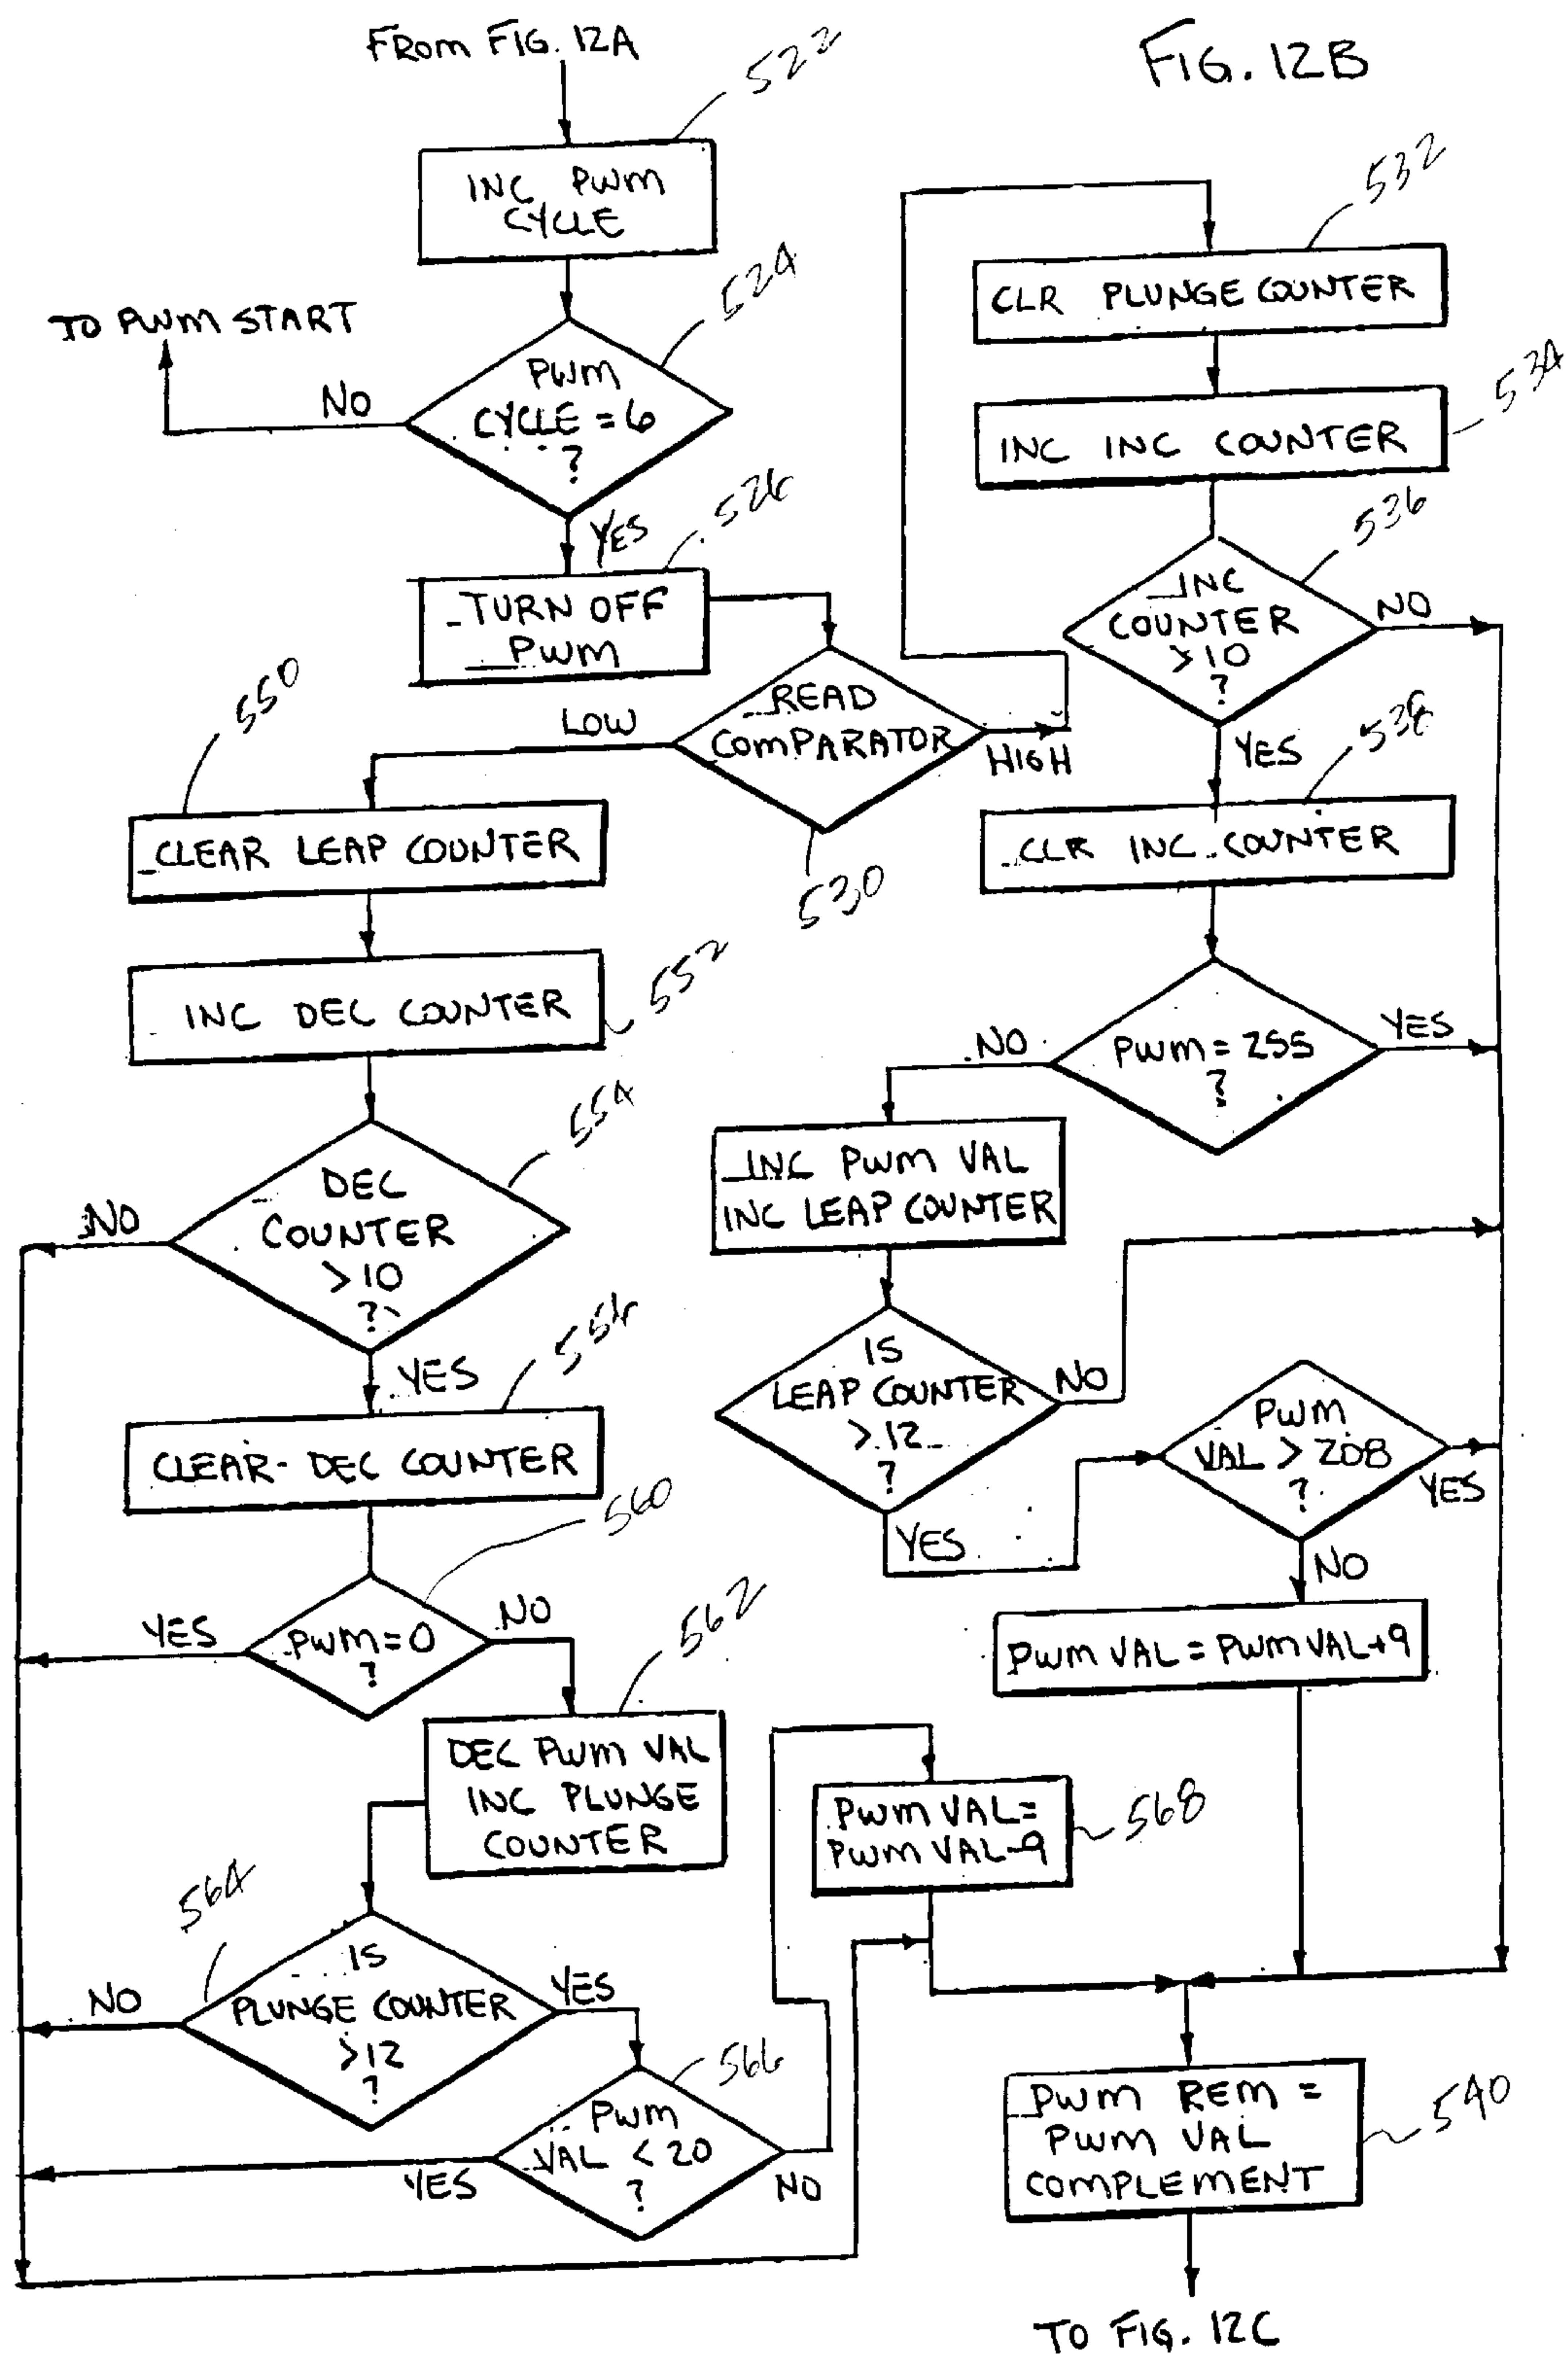 FROM FIG. 12A
FIG. 12B
522
INC PWM
CYCLE
524
TO PWM START
NO
PWM
CYCLE = 6
?
YES
526
TURN OFF
PWM
READ
COMPARATOR
LOW
HIGH
530
550
CLEAR LEAP COUNTER
552
INC DEC COUNTER
554
DEC
COUNTER
> 10
?
NO
YES
556
CLEAR DEC COUNTER
560
PWM = 0
?
YES
NO
562
DEC PWM VAL
INC PLUNGE
COUNTER
564
IS
PLUNGE COUNTER
>12
?
NO
YES
566
PWM
VAL < 20
?
YES
NO
PWM VAL =
PWM VAL-9
568
532
CLR PLUNGE COUNTER
534
INC INC COUNTER
536
INC
COUNTER
>10
?
NO
YES
538
CLR INC COUNTER
PWM = 255
?
NO
YES
INC PWM VAL
INC LEAP COUNTER
IS
LEAP COUNTER
> 12
?
NO
YES
PWM
VAL > 208
?
YES
NO
PWM VAL = PWM VAL+9
PWM REM =
PWM VAL
COMPLEMENT
540
TO FIG. 12C